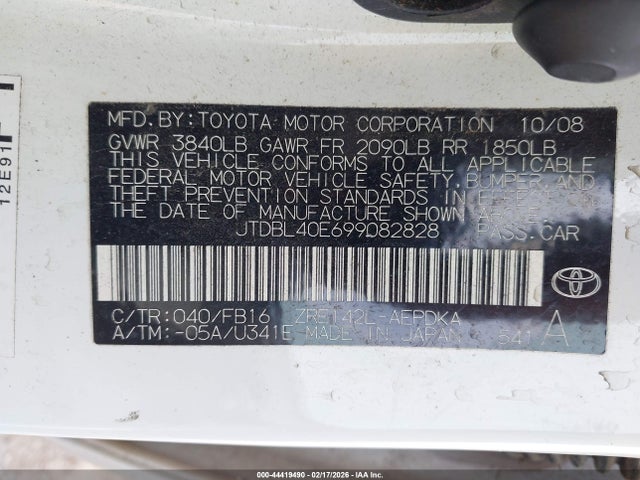 12E91
MFD. BY: TOYOTA MOTOR CORPORATION 10/08
GVWR 3840LB GAWR FR 2090LB RR 1850LB
THIS VEHICLE CONFORMS TO ALL APPLICABLE
FEDERAL MOTOR VEHICLE SAFETY, BUMPER, AND
THEFT PREVENTION STANDARDS IN EFFECT ON
THE DATE OF MANUFACTURE SHOWN ABOVE.
JTDBL40E699082828 PASS.CAR
C/TR:040/FB16 ZRE142L-AEPDKA
A/TM:-05A/U341E MADE IN JAPAN 541 A
TOYOTA
000-44419490 - 02/17/2026 - IAA Inc.